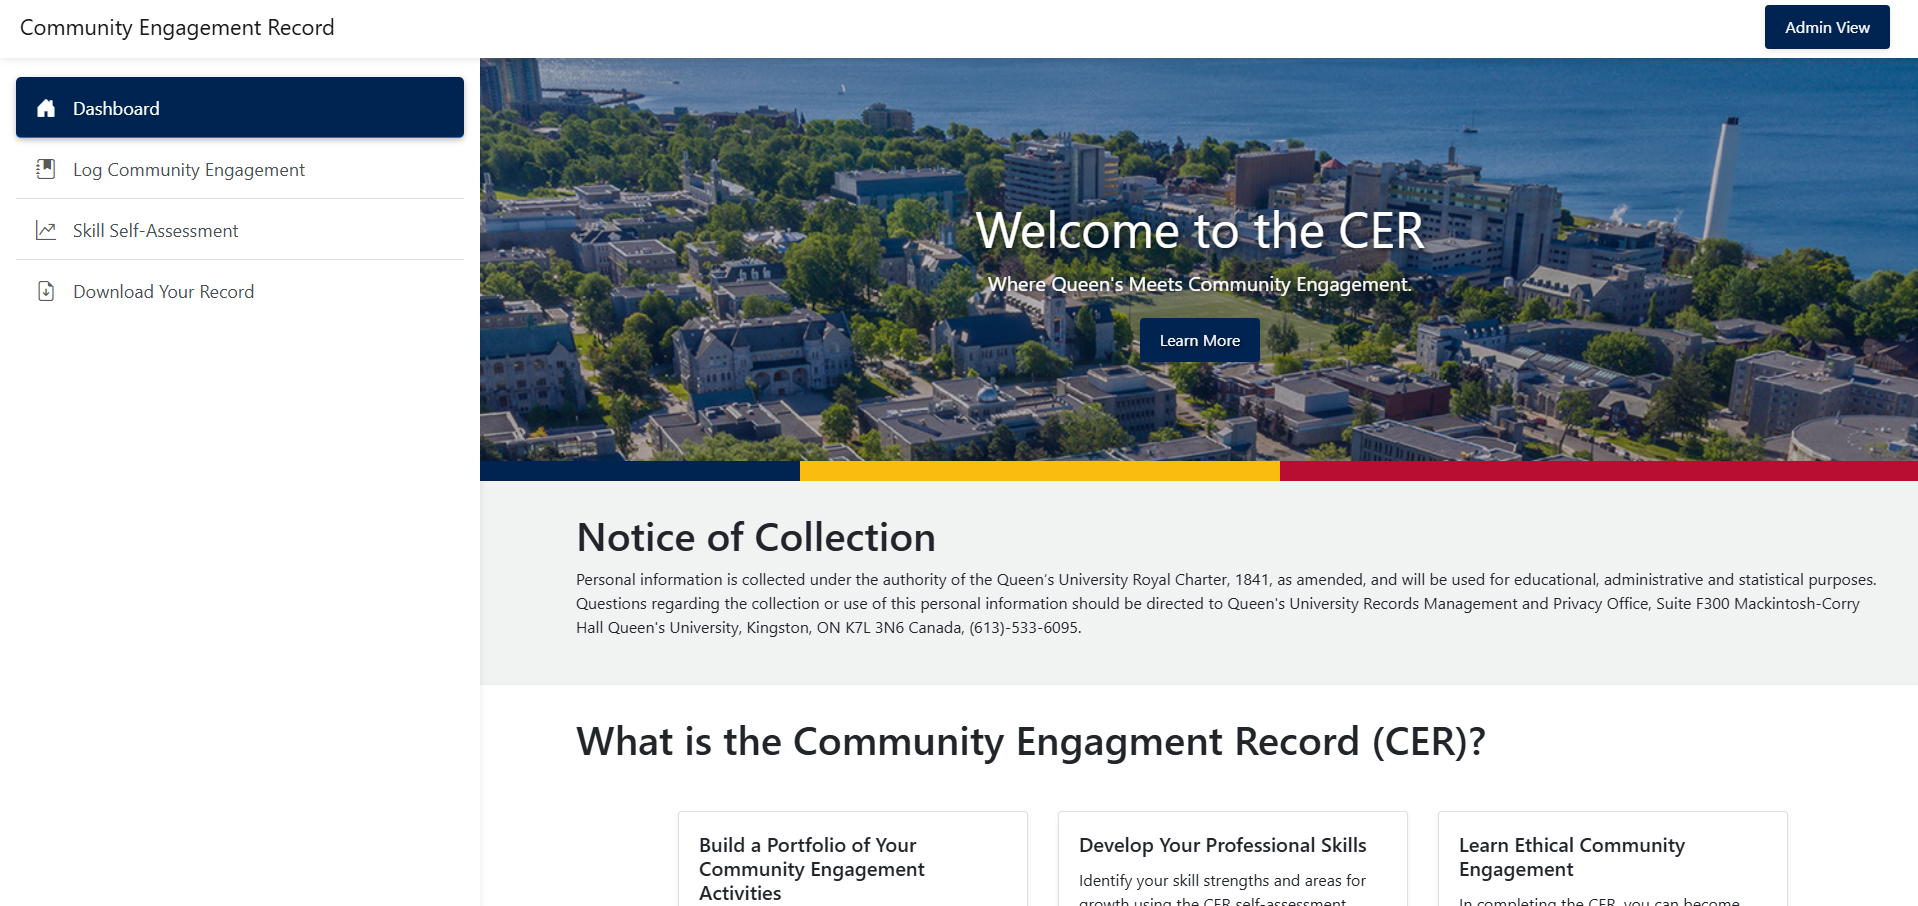 Community Engagement Record
Admin View
Dashboard
Log Community Engagement
Skill Self-Assessment
Download Your Record
Welcome to the CER
Where Queen's Meets Community Engagement.
Learn More
Notice of Collection
Personal information is collected under the authority of the Queen’s University Royal Charter, 1841, as amended, and will be used for educational, administrative and statistical purposes.
Questions regarding the collection or use of this personal information should be directed to Queen's University Records Management and Privacy Office, Suite F300 Mackintosh-Corry
Hall Queen's University, Kingston, ON K7L 3N6 Canada, (613)-533-6095.
What is the Community Engagment Record (CER)?
Build a Portfolio of Your
Community Engagement
Activities
Develop Your Professional Skills
Identify your skill strengths and areas for
growth using the CER self-assessment
Learn Ethical Community
Engagement
In completing the CER, you can become